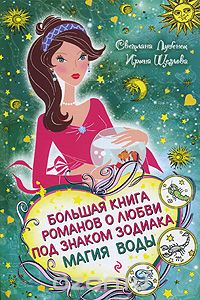 Светлана Лубенец
Ирина Щеглова
БОЛЬШАЯ КНИГА
РОМАНОВ О ЛЮБВИ
ПОД ЗНАКОМ ЗОДИАКА
МАГИЯ ВОДЫ